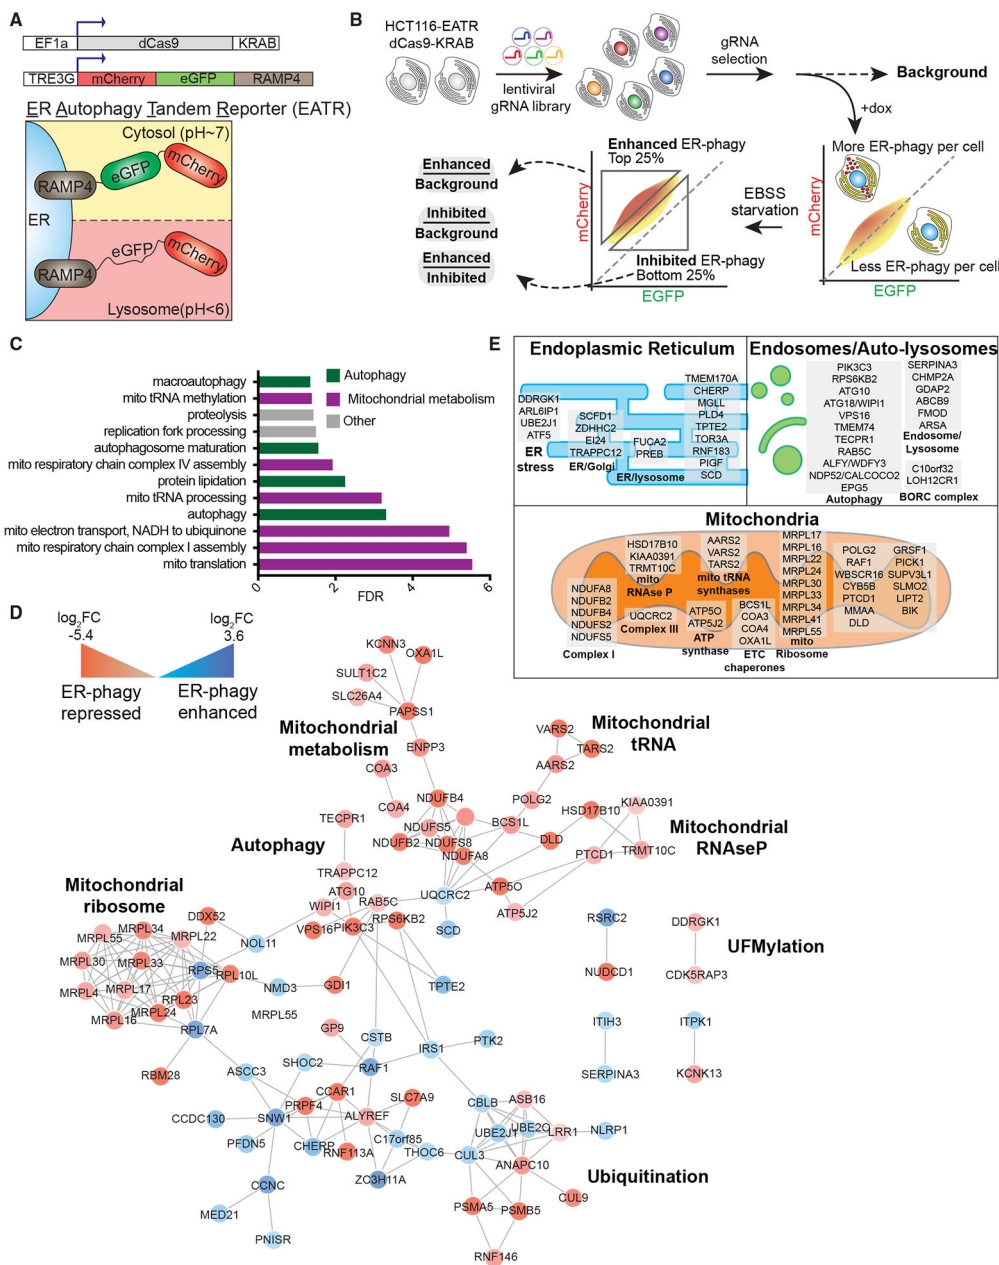 A
EF1a dCas9 KRAB
TRE3G mCherry eGFP RAMP4
ER Autophagy Tandem Reporter (EATR)
Cytosol (pH~7)
RAMP4 eGFP mCherry
ER
RAMP4 eGFP mCherry
Lysosome(pH<6)
B
HCT116-EATR
dCas9-KRAB
lentiviral
gRNA library
gRNA
selection
Background
+dox
More ER-phagy per cell
mCherry
Less ER-phagy per cell
EGFP
EBSS
starvation
Enhanced ER-phagy
Top 25%
mCherry
Inhibited ER-phagy
Bottom 25%
EGFP
Enhanced
Background
Inhibited
Background
Enhanced
Inhibited
C
macroautophagy
mito tRNA methylation
proteolysis
replication fork processing
autophagosome maturation
mito respiratory chain complex IV assembly
protein lipidation
mito tRNA processing
autophagy
mito electron transport, NADH to ubiquinone
mito respiratory chain complex I assembly
mito translation
0 2 4 6
FDR
Autophagy
Mitochondrial metabolism
Other
E
Endoplasmic Reticulum
DDRGK1
ARL6IP1
UBE2J1
ATF5
ER
stress
SCFD1
ZDHHC2
EI24
TRAPPC12
ER/Golgi
FUCA2
PREB
TMEM170A
CHERP
MGLL
PLD4
TPTE2
TOR3A
RNF183
PIGF
SCD
ER/lysosome
Endosomes/Auto-lysosomes
PIK3C3
RPS6KB2
ATG10
ATG18/WIPI1
VPS16
TMEM74
TECPR1
RAB5C
ALFY/WDFY3
NDP52/CALCOCO2
EPG5
Autophagy
SERPINA3
CHMP2A
GDAP2
ABCB9
FMOD
ARSA
Endosome/
Lysosome
C10orf32
LOH12CR1
BORC complex
Mitochondria
NDUFA8
NDUFB2
NDUFB4
NDUFS2
NDUFS5
Complex I
HSD17B10
KIAA0391
TRMT10C
mito
RNAse P
UQCRC2
Complex III
AARS2
VARS2
TARS2
mito tRNA
synthases
ATP5O
ATP5J2
ATP
synthase
BCS1L
COA3
COA4
OXA1L
ETC
chaperones
MRPL17
MRPL16
MRPL22
MRPL24
MRPL30
MRPL33
MRPL34
MRPL41
MRPL55
mito
Ribosome
POLG2
RAF1
WBSCR16
CYB5B
PTCD1
MMAA
DLD
GRSF1
PICK1
SUPV3L1
SLMO2
LIPT2
BIK
D
log2FC
-5.4
log2FC
3.6
ER-phagy
repressed
ER-phagy
enhanced
Mitochondrial
metabolism
KCNN3
OXA1L
SULT1C2
SLC26A4
PAPSS1
ENPP3
COA3
COA4
NDUFB4
NDUFS5
NDUFB2
NDUFS8
NDUFA8
BCS1L
UQCRC2
SCD
ATP5O
ATP5J2
DLD
Mitochondrial
tRNA
VARS2
TARS2
AARS2
POLG2
Mitochondrial
RNAseP
HSD17B10
KIAA0391
PTCD1
TRMT10C
Autophagy
TECPR1
TRAPPC12
ATG10
WIPI1
RAB5C
VPS16
PIK3C3
RPS6KB2
GDI1
TPTE2
Mitochondrial
ribosome
DDX52
MRPL34
MRPL55
MRPL22
NOL11
MRPL30
MRPL33
RPS5
RPL10L
MRPL4
MRPL17
RPL23
NMD3
MRPL24
MRPL16
RPL7A
MRPL55
RBM28
UFMylation
RSRC2
NUDCD1
DDRGK1
CDK5RAP3
ITIH3
SERPINA3
ITPK1
KCNK13
GP9
CSTB
IRS1
PTK2
SHOC2
RAF1
ASCC3
CCAR1
SLC7A9
PRPF4
CCDC130
SNW1
ALYREF
PFDN5
CHERP
RNF113A
C17orf85
THOC6
ZC3H11A
CCNC
MED21
PNISR
Ubiquitination
CBLB
ASB16
UBE2J1
UBE2O
LRR1
NLRP1
CUL3
ANAPC10
CUL9
PSMA5
PSMB5
RNF146